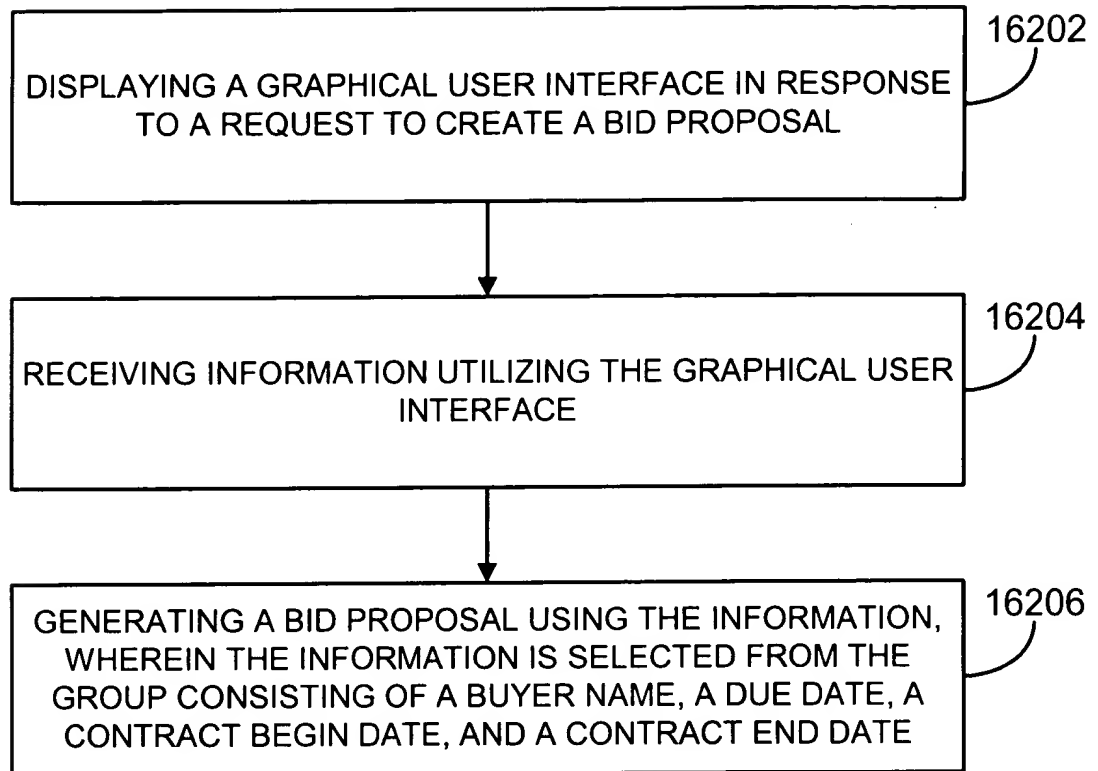 16202
DISPLAYING A GRAPHICAL USER INTERFACE IN RESPONSE
TO A REQUEST TO CREATE A BID PROPOSAL
16204
RECEIVING INFORMATION UTILIZING THE GRAPHICAL USER
INTERFACE
16206
GENERATING A BID PROPOSAL USING THE INFORMATION,
WHEREIN THE INFORMATION IS SELECTED FROM THE
GROUP CONSISTING OF A BUYER NAME, A DUE DATE, A
CONTRACT BEGIN DATE, AND A CONTRACT END DATE